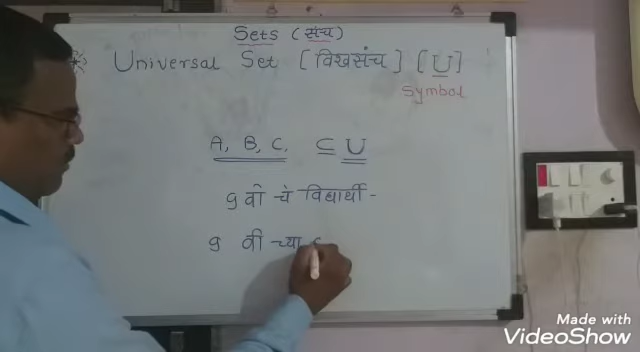 Sets (संच)
Universal Set [विश्वसंच] [U]
Symbol
A, B, C, ⊆ U
9 वी चे विद्यार्थी -
9 वी च्या
Made with
VideoShow